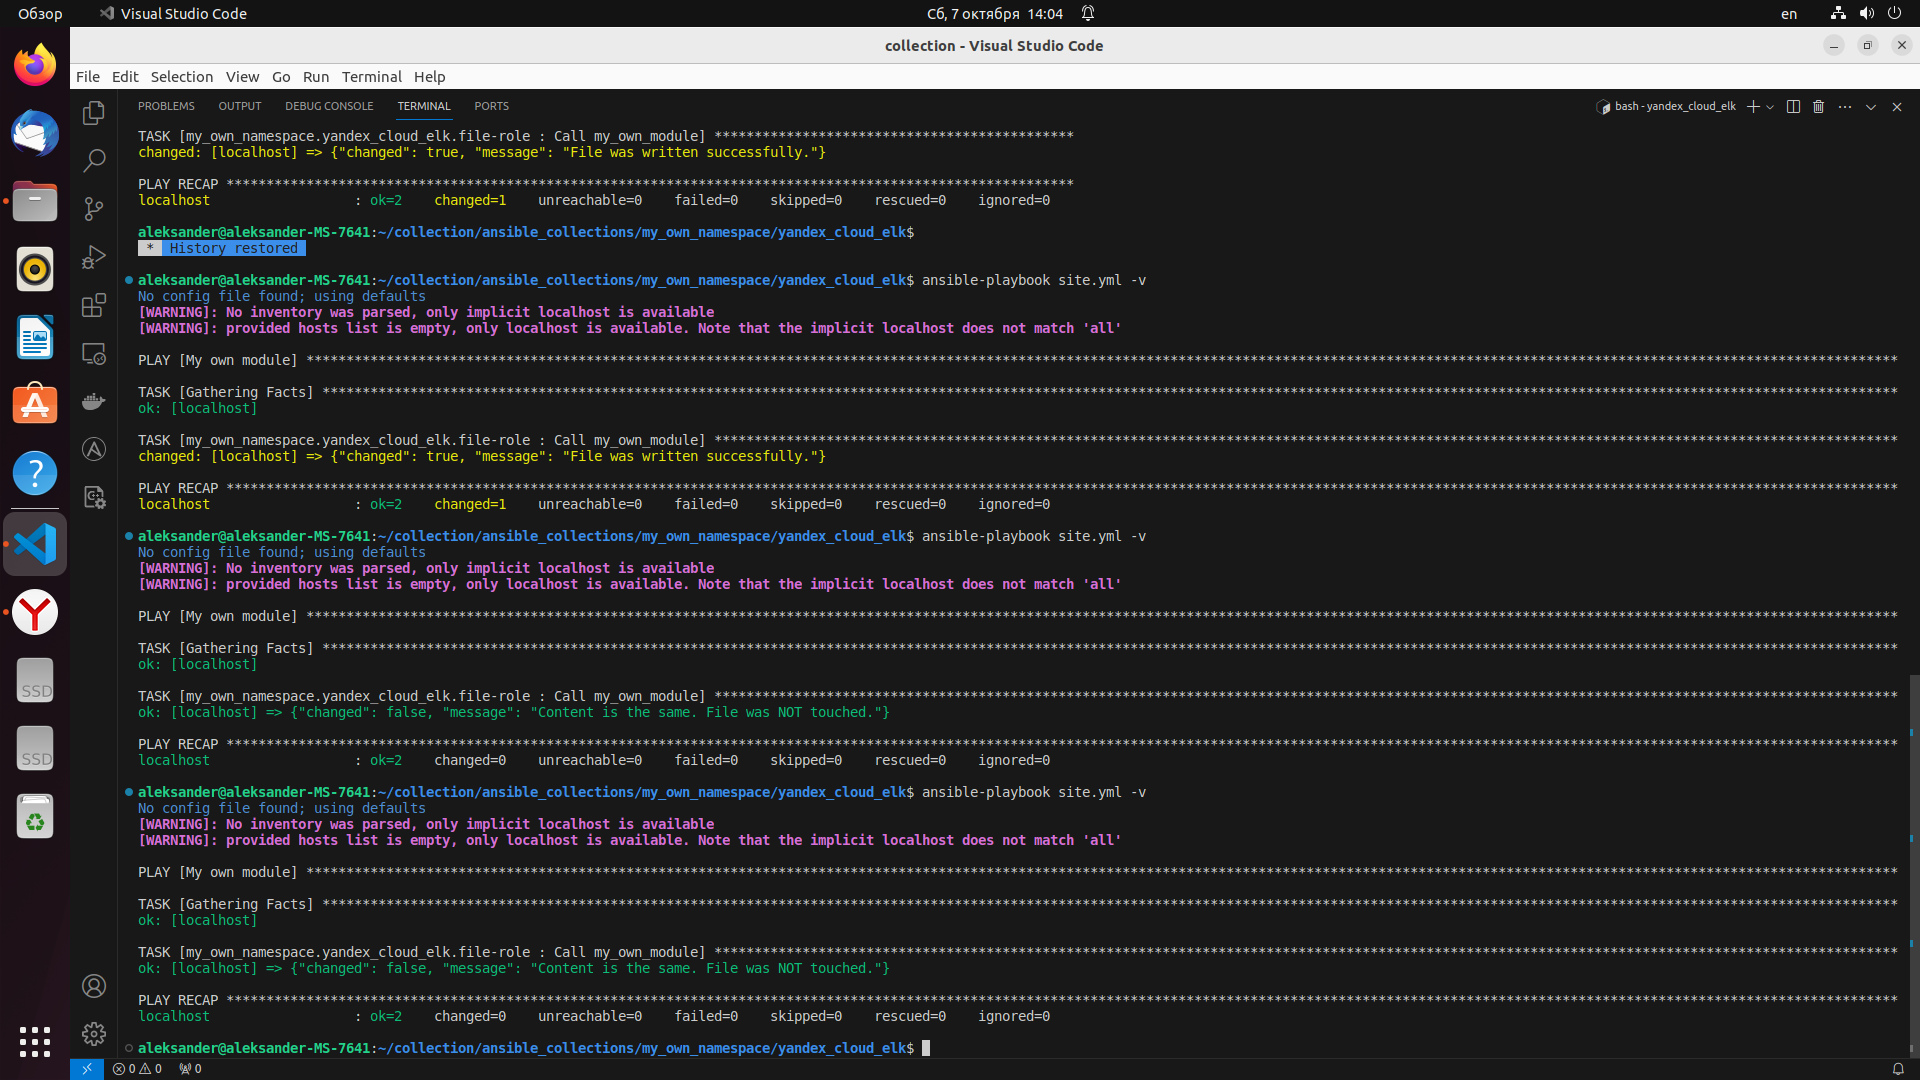 Обзор Visual Studio Code Сб, 7 октября 14:04 en
collection - Visual Studio Code
File Edit Selection View Go Run Terminal Help
PROBLEMS OUTPUT DEBUG CONSOLE TERMINAL PORTS bash - yandex_cloud_elk
TASK [my_own_namespace.yandex_cloud_elk.file-role : Call my_own_module] *********************************************
changed: [localhost] => {"changed": true, "message": "File was written successfully."}
PLAY RECAP **********************************************************************************************************
localhost : ok=2 changed=1 unreachable=0 failed=0 skipped=0 rescued=0 ignored=0
aleksander@aleksander-MS-7641:~/collection/ansible_collections/my_own_namespace/yandex_cloud_elk$
* History restored
aleksander@aleksander-MS-7641:~/collection/ansible_collections/my_own_namespace/yandex_cloud_elk$ ansible-playbook site.yml -v
No config file found; using defaults
[WARNING]: No inventory was parsed, only implicit localhost is available
[WARNING]: provided hosts list is empty, only localhost is available. Note that the implicit localhost does not match 'all'
PLAY [My own module] *******************************************************************************************************************************************************************************************************
TASK [Gathering Facts] *****************************************************************************************************************************************************************************************************
ok: [localhost]
TASK [my_own_namespace.yandex_cloud_elk.file-role : Call my_own_module] ****************************************************************************************************************************************************
changed: [localhost] => {"changed": true, "message": "File was written successfully."}
PLAY RECAP *****************************************************************************************************************************************************************************************************************
localhost : ok=2 changed=1 unreachable=0 failed=0 skipped=0 rescued=0 ignored=0
aleksander@aleksander-MS-7641:~/collection/ansible_collections/my_own_namespace/yandex_cloud_elk$ ansible-playbook site.yml -v
No config file found; using defaults
[WARNING]: No inventory was parsed, only implicit localhost is available
[WARNING]: provided hosts list is empty, only localhost is available. Note that the implicit localhost does not match 'all'
PLAY [My own module] *******************************************************************************************************************************************************************************************************
TASK [Gathering Facts] *****************************************************************************************************************************************************************************************************
ok: [localhost]
TASK [my_own_namespace.yandex_cloud_elk.file-role : Call my_own_module] ****************************************************************************************************************************************************
ok: [localhost] => {"changed": false, "message": "Content is the same. File was NOT touched."}
PLAY RECAP *****************************************************************************************************************************************************************************************************************
localhost : ok=2 changed=0 unreachable=0 failed=0 skipped=0 rescued=0 ignored=0
aleksander@aleksander-MS-7641:~/collection/ansible_collections/my_own_namespace/yandex_cloud_elk$ ansible-playbook site.yml -v
No config file found; using defaults
[WARNING]: No inventory was parsed, only implicit localhost is available
[WARNING]: provided hosts list is empty, only localhost is available. Note that the implicit localhost does not match 'all'
PLAY [My own module] *******************************************************************************************************************************************************************************************************
TASK [Gathering Facts] *****************************************************************************************************************************************************************************************************
ok: [localhost]
TASK [my_own_namespace.yandex_cloud_elk.file-role : Call my_own_module] ****************************************************************************************************************************************************
ok: [localhost] => {"changed": false, "message": "Content is the same. File was NOT touched."}
PLAY RECAP *****************************************************************************************************************************************************************************************************************
localhost : ok=2 changed=0 unreachable=0 failed=0 skipped=0 rescued=0 ignored=0
aleksander@aleksander-MS-7641:~/collection/ansible_collections/my_own_namespace/yandex_cloud_elk$
SSD
SSD
0 0 0